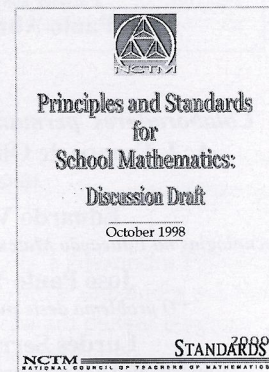 NCTM
Principles and Standards
for
School Mathematics:
Discussion Draft
October 1998
2000
STANDARDS
NCTM
NATIONAL COUNCIL OF TEACHERS OF MATHEMATICS